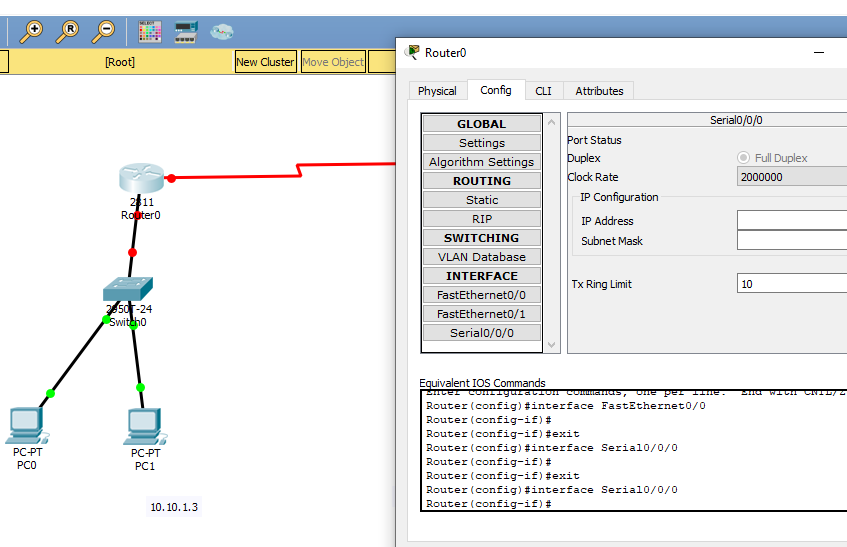 SELECT
[Root]
New Cluster
Move Object
Router0
Physical
Config
CLI
Attributes
GLOBAL
Settings
Algorithm Settings
ROUTING
Static
RIP
SWITCHING
VLAN Database
INTERFACE
FastEthernet0/0
FastEthernet0/1
Serial0/0/0
Serial0/0/0
Port Status
Duplex
Full Duplex
Clock Rate
2000000
IP Configuration
IP Address
Subnet Mask
Tx Ring Limit
10
Equivalent IOS Commands
Enter configuration commands, one per line. End with CNTL/Z
Router(config)#interface FastEthernet0/0
Router(config-if)#
Router(config-if)#exit
Router(config)#interface Serial0/0/0
Router(config-if)#
Router(config-if)#exit
Router(config)#interface Serial0/0/0
Router(config-if)#
2811
Router0
2950T-24
Switch0
PC-PT
PC0
PC-PT
PC1
10.10.1.3